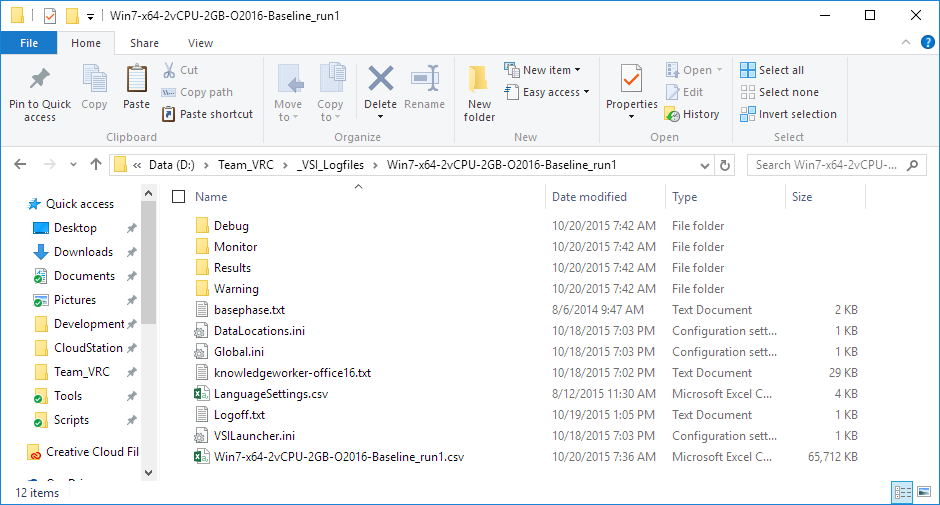 Win7-x64-2vCPU-2GB-O2016-Baseline_run1
File Home Share View
Pin to Quick access
Copy
Paste
Cut
Copy path
Paste shortcut
Clipboard
Move to
Copy to
Delete
Rename
Organize
New folder
New item
Easy access
New
Properties
Open
Edit
History
Open
Select all
Select none
Invert selection
Select
« Data (D:) > Team_VRC > _VSI_Logfiles > Win7-x64-2vCPU-2GB-O2016-Baseline_run1
Search Win7-x64-2vCPU-...
Quick access
Desktop
Downloads
Documents
Pictures
Development
CloudStation
Team_VRC
Tools
Scripts
Creative Cloud Fil
Name Date modified Type Size
Debug 10/20/2015 7:42 AM File folder
Monitor 10/20/2015 7:42 AM File folder
Results 10/20/2015 7:42 AM File folder
Warning 10/20/2015 7:42 AM File folder
basephase.txt 8/6/2014 9:47 AM Text Document 2 KB
DataLocations.ini 10/18/2015 7:03 PM Configuration sett... 1 KB
Global.ini 10/18/2015 7:03 PM Configuration sett... 1 KB
knowledgeworker-office16.txt 10/18/2015 7:02 PM Text Document 29 KB
LanguageSettings.csv 8/12/2015 11:30 AM Microsoft Excel C... 4 KB
Logoff.txt 10/19/2015 1:05 PM Text Document 1 KB
VSILauncher.ini 10/18/2015 7:03 PM Configuration sett... 1 KB
Win7-x64-2vCPU-2GB-O2016-Baseline_run1.csv 10/20/2015 7:36 AM Microsoft Excel C... 65,712 KB
12 items